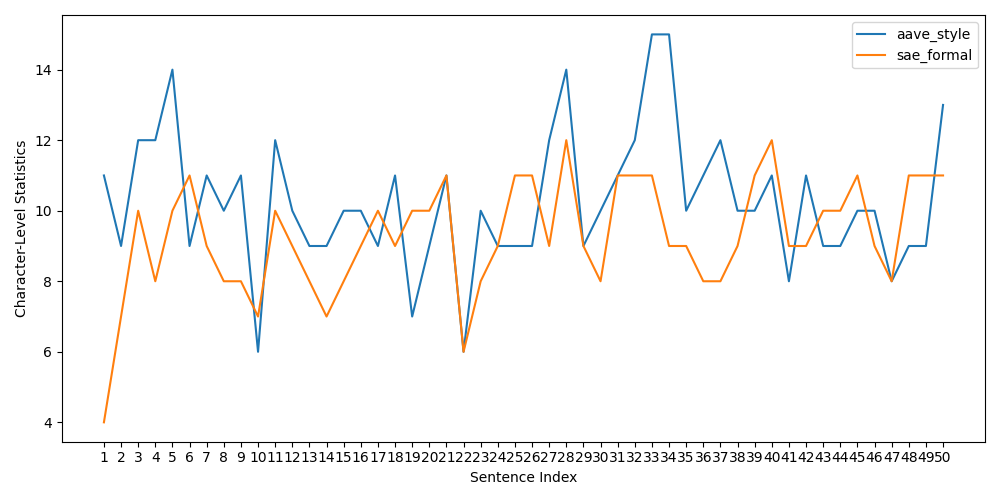 aave_style
sae_formal
14
12
10
8
6
4
Character-Level Statistics
1 2 3 4 5 6 7 8 9 10 11 12 13 14 15 16 17 18 19 20 21 22 23 24 25 26 27 28 29 30 31 32 33 34 35 36 37 38 39 40 41 42 43 44 45 46 47 48 49 50
Sentence Index